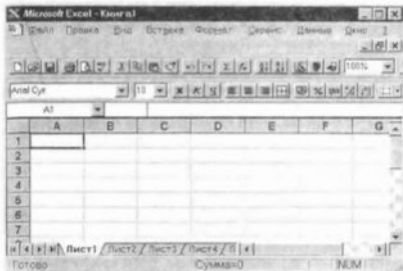 Microsoft Excel - Книга1
Файл Правка Вид Вставка Формат Сервис Данные Окно ?
100%
Arial Cyr 10 Ж К Ч
A1
A B C D E F G
1
2
3
4
5
6
7
Лист1 Лист2 Лист3 Лист4
Готово Сумма=0 NUM